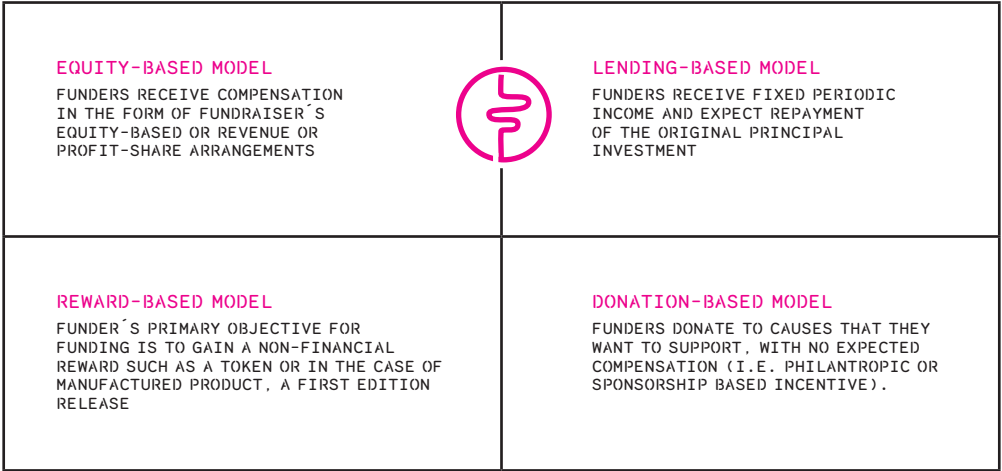 EQUITY-BASED MODEL
FUNDERS RECEIVE COMPENSATION
IN THE FORM OF FUNDRAISER´S
EQUITY-BASED OR REVENUE OR
PROFIT-SHARE ARRANGEMENTS
LENDING-BASED MODEL
FUNDERS RECEIVE FIXED PERIODIC
INCOME AND EXPECT REPAYMENT
OF THE ORIGINAL PRINCIPAL
INVESTMENT
REWARD-BASED MODEL
FUNDER´S PRIMARY OBJECTIVE FOR
FUNDING IS TO GAIN A NON-FINANCIAL
REWARD SUCH AS A TOKEN OR IN THE CASE OF
MANUFACTURED PRODUCT, A FIRST EDITION
RELEASE
DONATION-BASED MODEL
FUNDERS DONATE TO CAUSES THAT THEY
WANT TO SUPPORT, WITH NO EXPECTED
COMPENSATION (I.E. PHILANTROPIC OR
SPONSORSHIP BASED INCENTIVE).